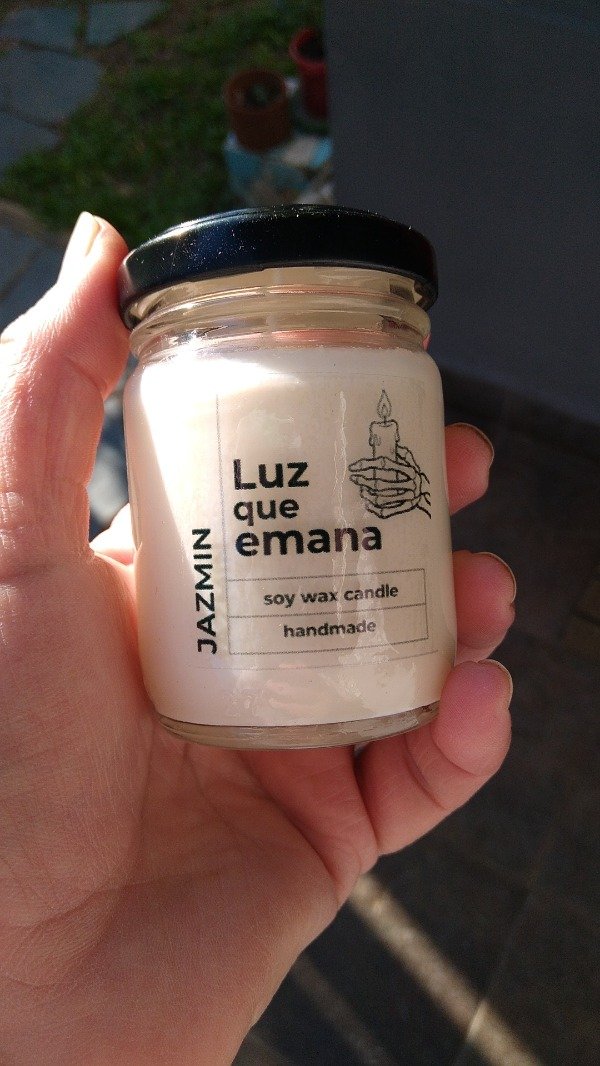 JAZMIN
Luz
que
emana
soy wax candle
handmade